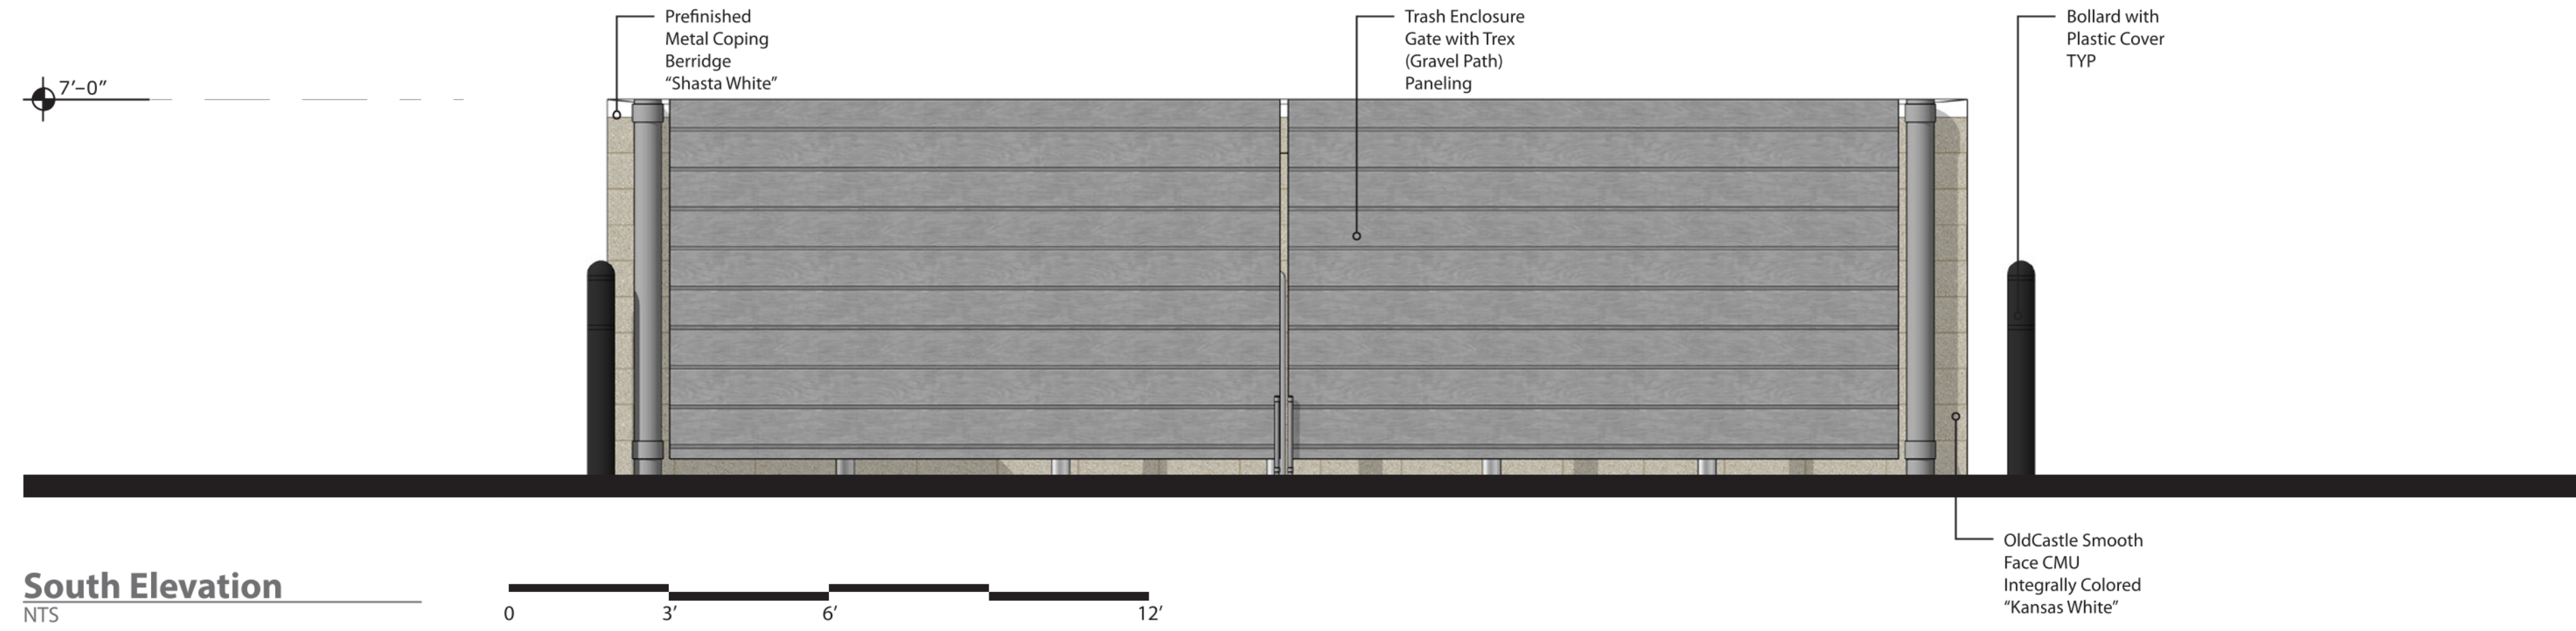 Prefinished
Metal Coping
Berridge
“Shasta White”
Trash Enclosure
Gate with Trex
(Gravel Path)
Paneling
Bollard with
Plastic Cover
TYP
7’–0”
OldCastle Smooth
Face CMU
Integrally Colored
“Kansas White”
South Elevation
NTS
0 3’ 6’ 12’